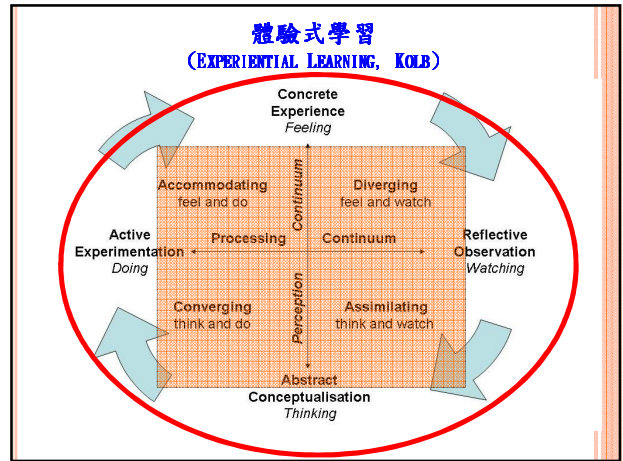 體驗式學習
(EXPERIENTIAL LEARNING, KOLB)
Concrete
Experience
Feeling
Accommodating
feel and do
Continuum
Diverging
feel and watch
Active
Experimentation
Doing
Processing
Continuum
Reflective
Observation
Watching
Converging
think and do
Perception
Assimilating
think and watch
Abstract
Conceptualisation
Thinking